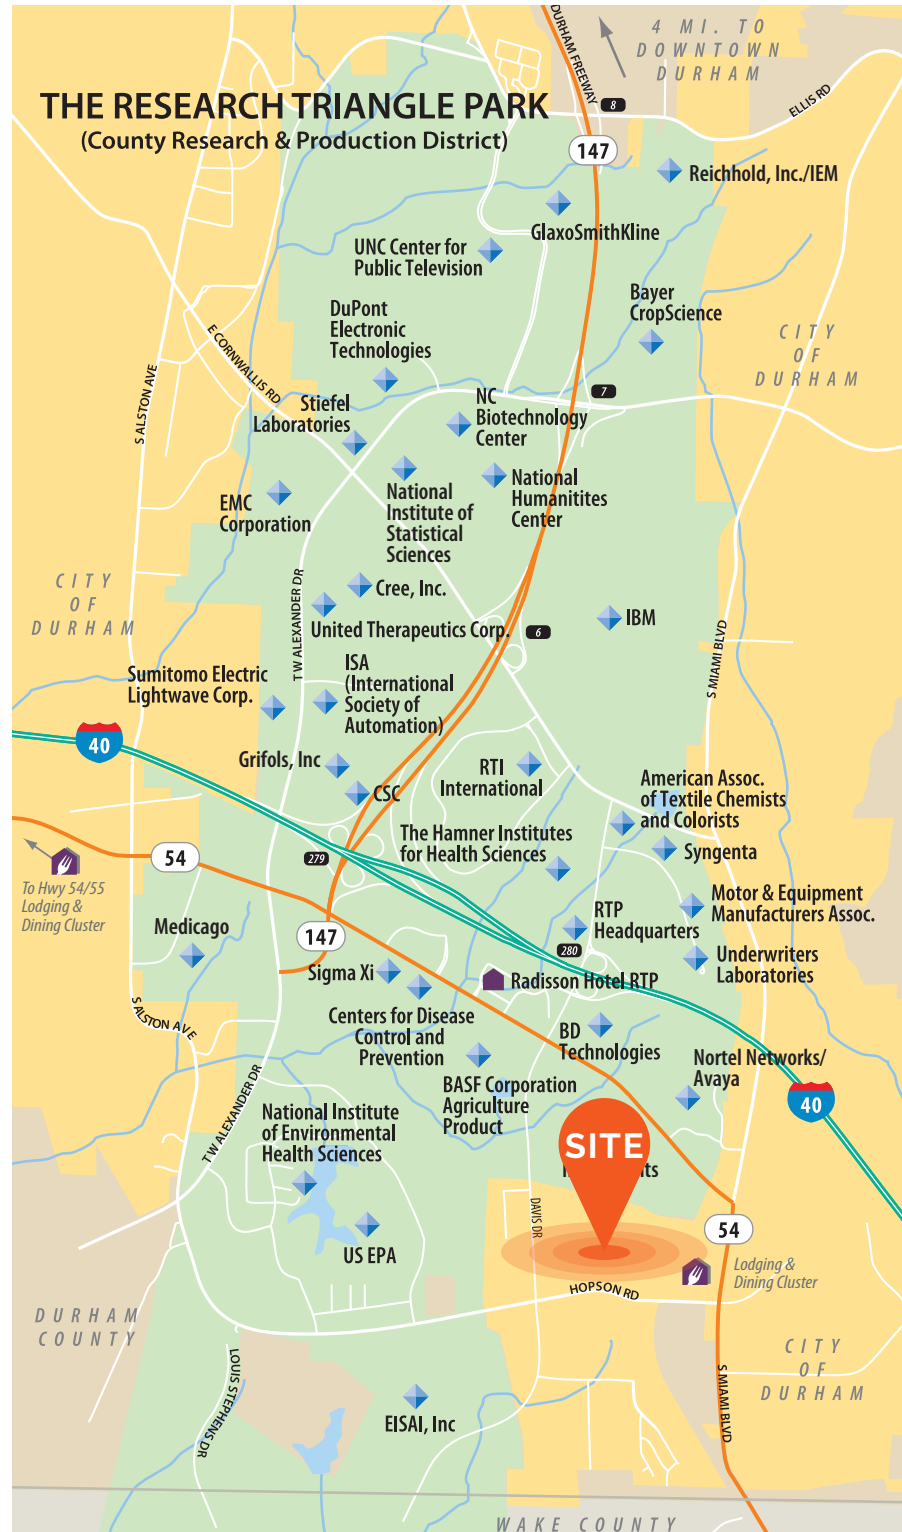 THE RESEARCH TRIANGLE PARK
(County Research & Production District)
DURHAM FREEWAY
4 MI. TO
DOWNTOWN
DURHAM
8
ELLIS RD
147
Reichhold, Inc./IEM
GlaxoSmithKline
UNC Center for
Public Television
Bayer
CropScience
DuPont
Electronic
Technologies
CITY
OF
DURHAM
E CORNWALLIS RD
S ALSTON AVE
7
Stiefel
Laboratories
NC
Biotechnology
Center
EMC
Corporation
National
Institute of
Statistical
Sciences
National
Humanitites
Center
CITY
OF
DURHAM
TW ALEXANDER DR
Cree, Inc.
United Therapeutics Corp.
6
IBM
S MIAMI BLVD
Sumitomo Electric
Lightwave Corp.
ISA
(International
Society of
Automation)
40
Grifols, Inc
CSC
RTI
International
American Assoc.
of Textile Chemists
and Colorists
The Hamner Institutes
for Health Sciences
Syngenta
54
279
To Hwy 54/55
Lodging &
Dining Cluster
Motor & Equipment
Manufacturers Assoc.
RTP
Headquarters
Medicago
147
280
Underwriters
Laboratories
Sigma Xi
Radisson Hotel RTP
S ALSTON AVE
Centers for Disease
Control and
Prevention
BD
Technologies
Nortel Networks/
Avaya
BASF Corporation
Agriculture
Product
40
TW ALEXANDER DR
National Institute
of Environmental
Health Sciences
SITE
DAVIS DR
54
US EPA
Lodging &
Dining Cluster
HOPSON RD
DURHAM
COUNTY
CITY
OF
DURHAM
LOUIS STEPHENS DR
S MIAMI BLVD
EISAI, Inc
WAKE COUNTY